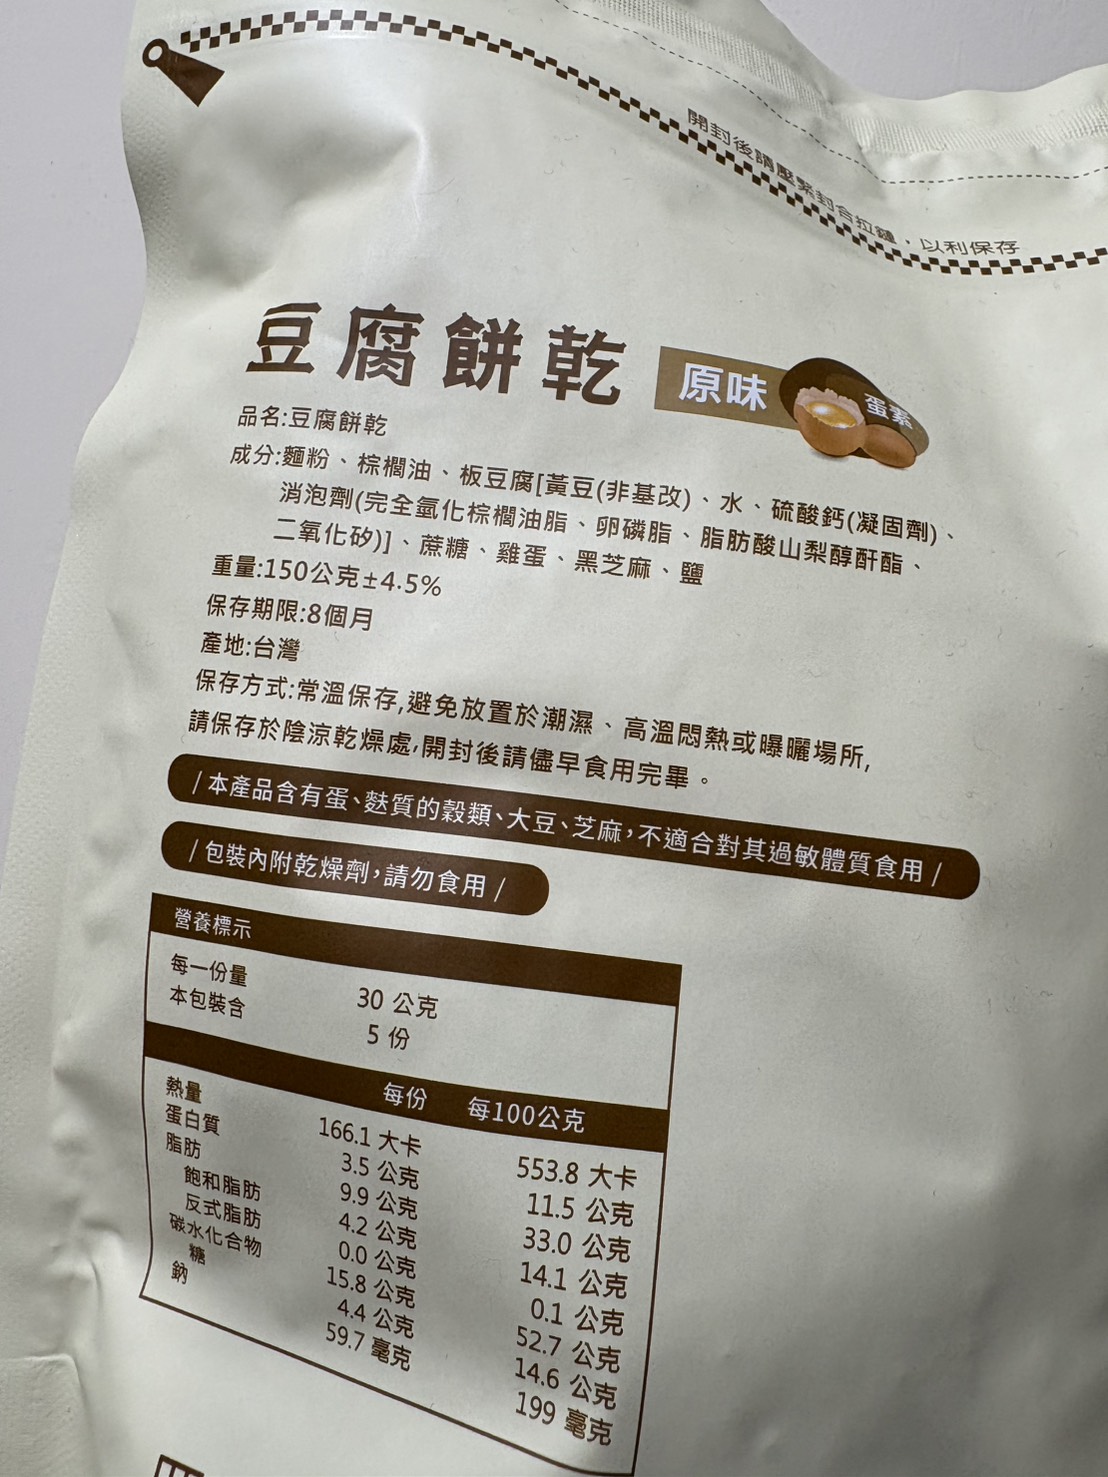 開封後請壓緊封合拉鏈，以利保存
豆腐餅乾 原味 蛋素
品名:豆腐餅乾
成分:麵粉、棕櫚油、板豆腐[黃豆(非基改)、水、硫酸鈣(凝固劑)、
消泡劑(完全氫化棕櫚油脂、卵磷脂、脂肪酸山梨醇酐酯、
二氧化矽)]、蔗糖、雞蛋、黑芝麻、鹽
重量:150公克±4.5%
保存期限:8個月
產地:台灣
保存方式:常溫保存,避免放置於潮濕、高溫悶熱或曝曬場所,
請保存於陰涼乾燥處,開封後請儘早食用完畢。
/ 本產品含有蛋、麩質的穀類、大豆、芝麻，不適合對其過敏體質食用 /
/ 包裝內附乾燥劑，請勿食用 /
營養標示
每一份量 30 公克
本包裝含 5 份
每份 每100公克
熱量 166.1 大卡 553.8 大卡
蛋白質 3.5 公克 11.5 公克
脂肪 9.9 公克 33.0 公克
飽和脂肪 4.2 公克 14.1 公克
反式脂肪 0.0 公克 0.1 公克
碳水化合物 15.8 公克 52.7 公克
糖 4.4 公克 14.6 公克
鈉 59.7 毫克 199 毫克